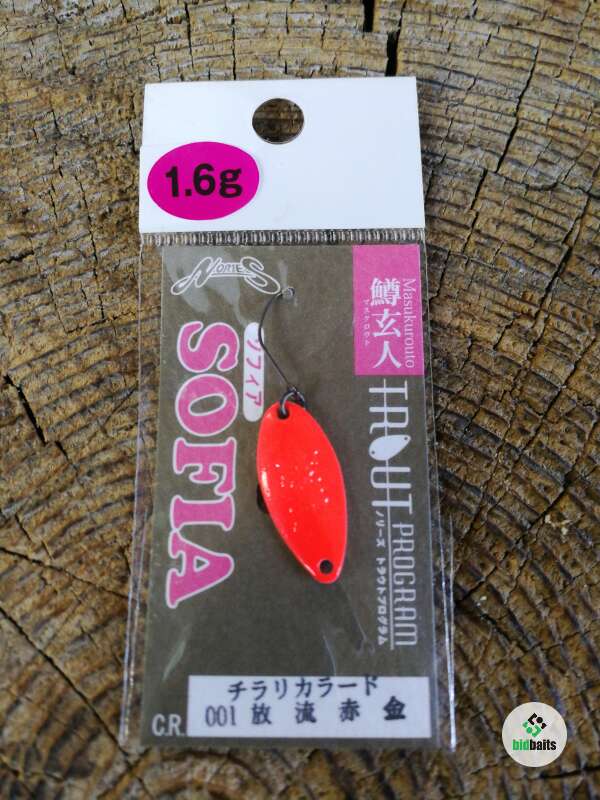 1.6g
NORIES
鱒玄人
マスクロウト
Masukurouto
SOFIA
ソフィア
TROUT PROGRAM
ノリーズ トラウトプログラム
チラリカラード
001 放流赤金
C.R.
bidbaits